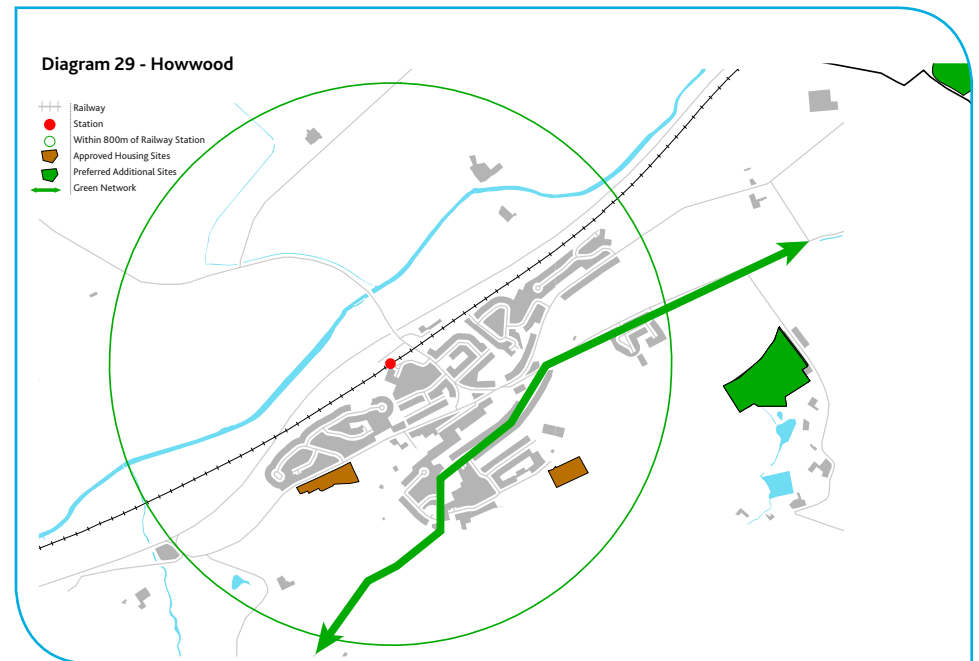 Diagram 29 - Howwood
Railway
Station
Within 800m of Railway Station
Approved Housing Sites
Preferred Additional Sites
Green Network